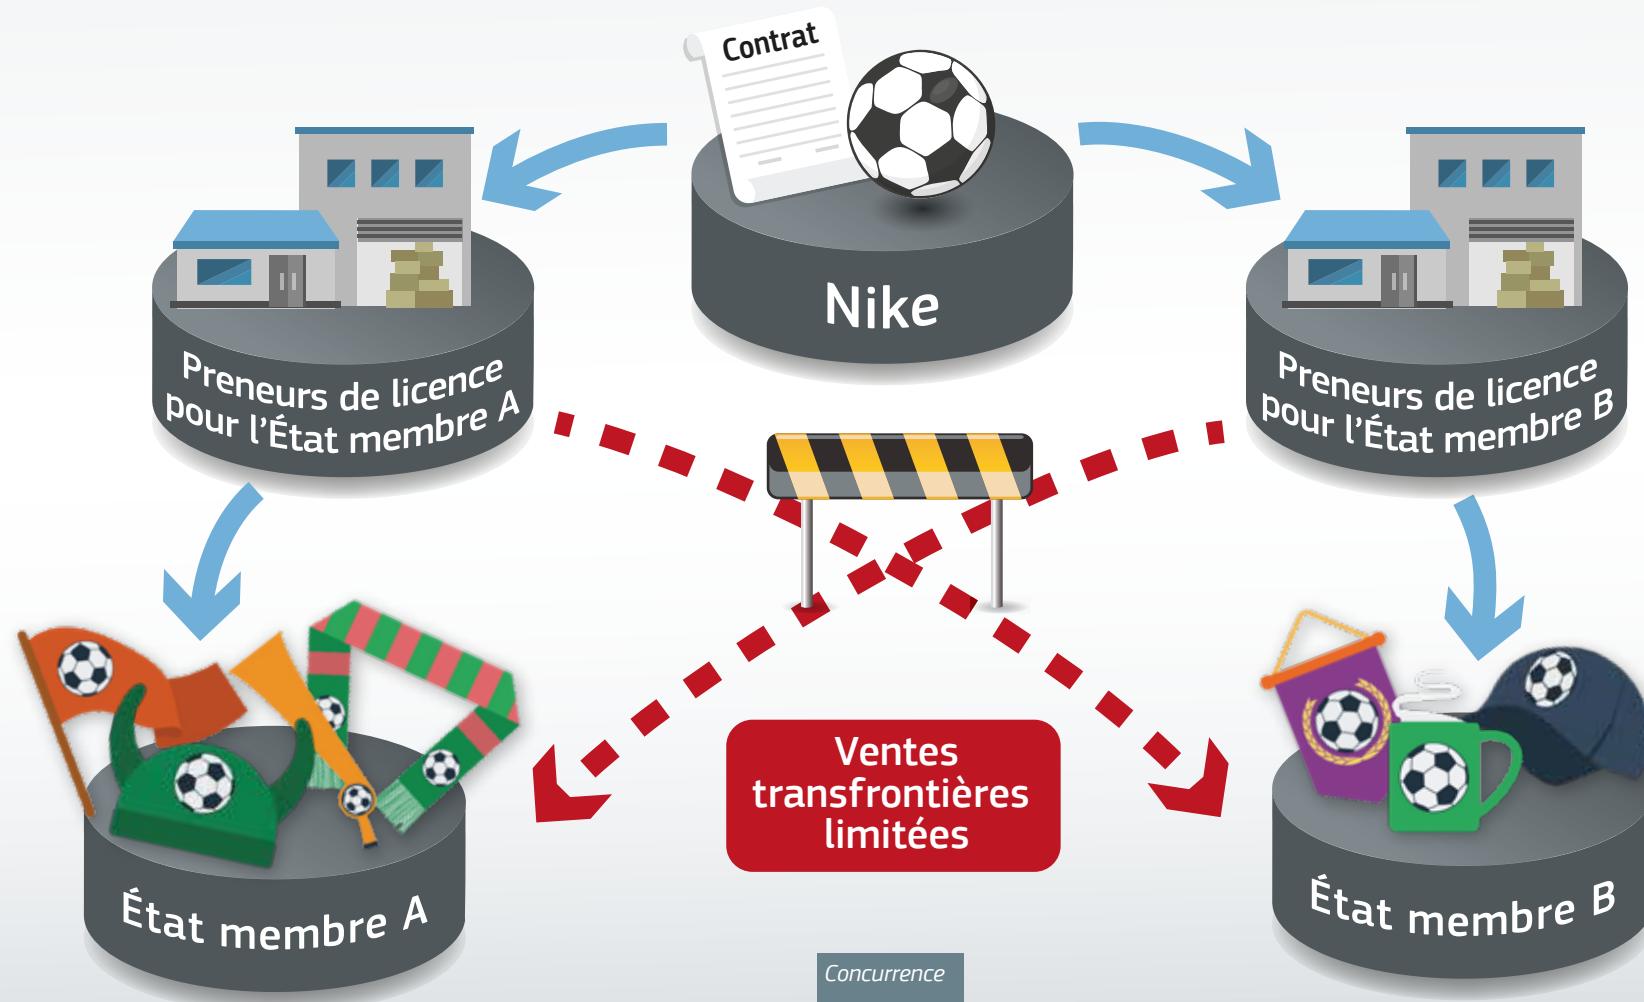 Contrat
Nike
Preneurs de licence
pour l'État membre A
Preneurs de licence
pour l'État membre B
Ventes
transfrontières
limitées
État membre A
État membre B
Concurrence